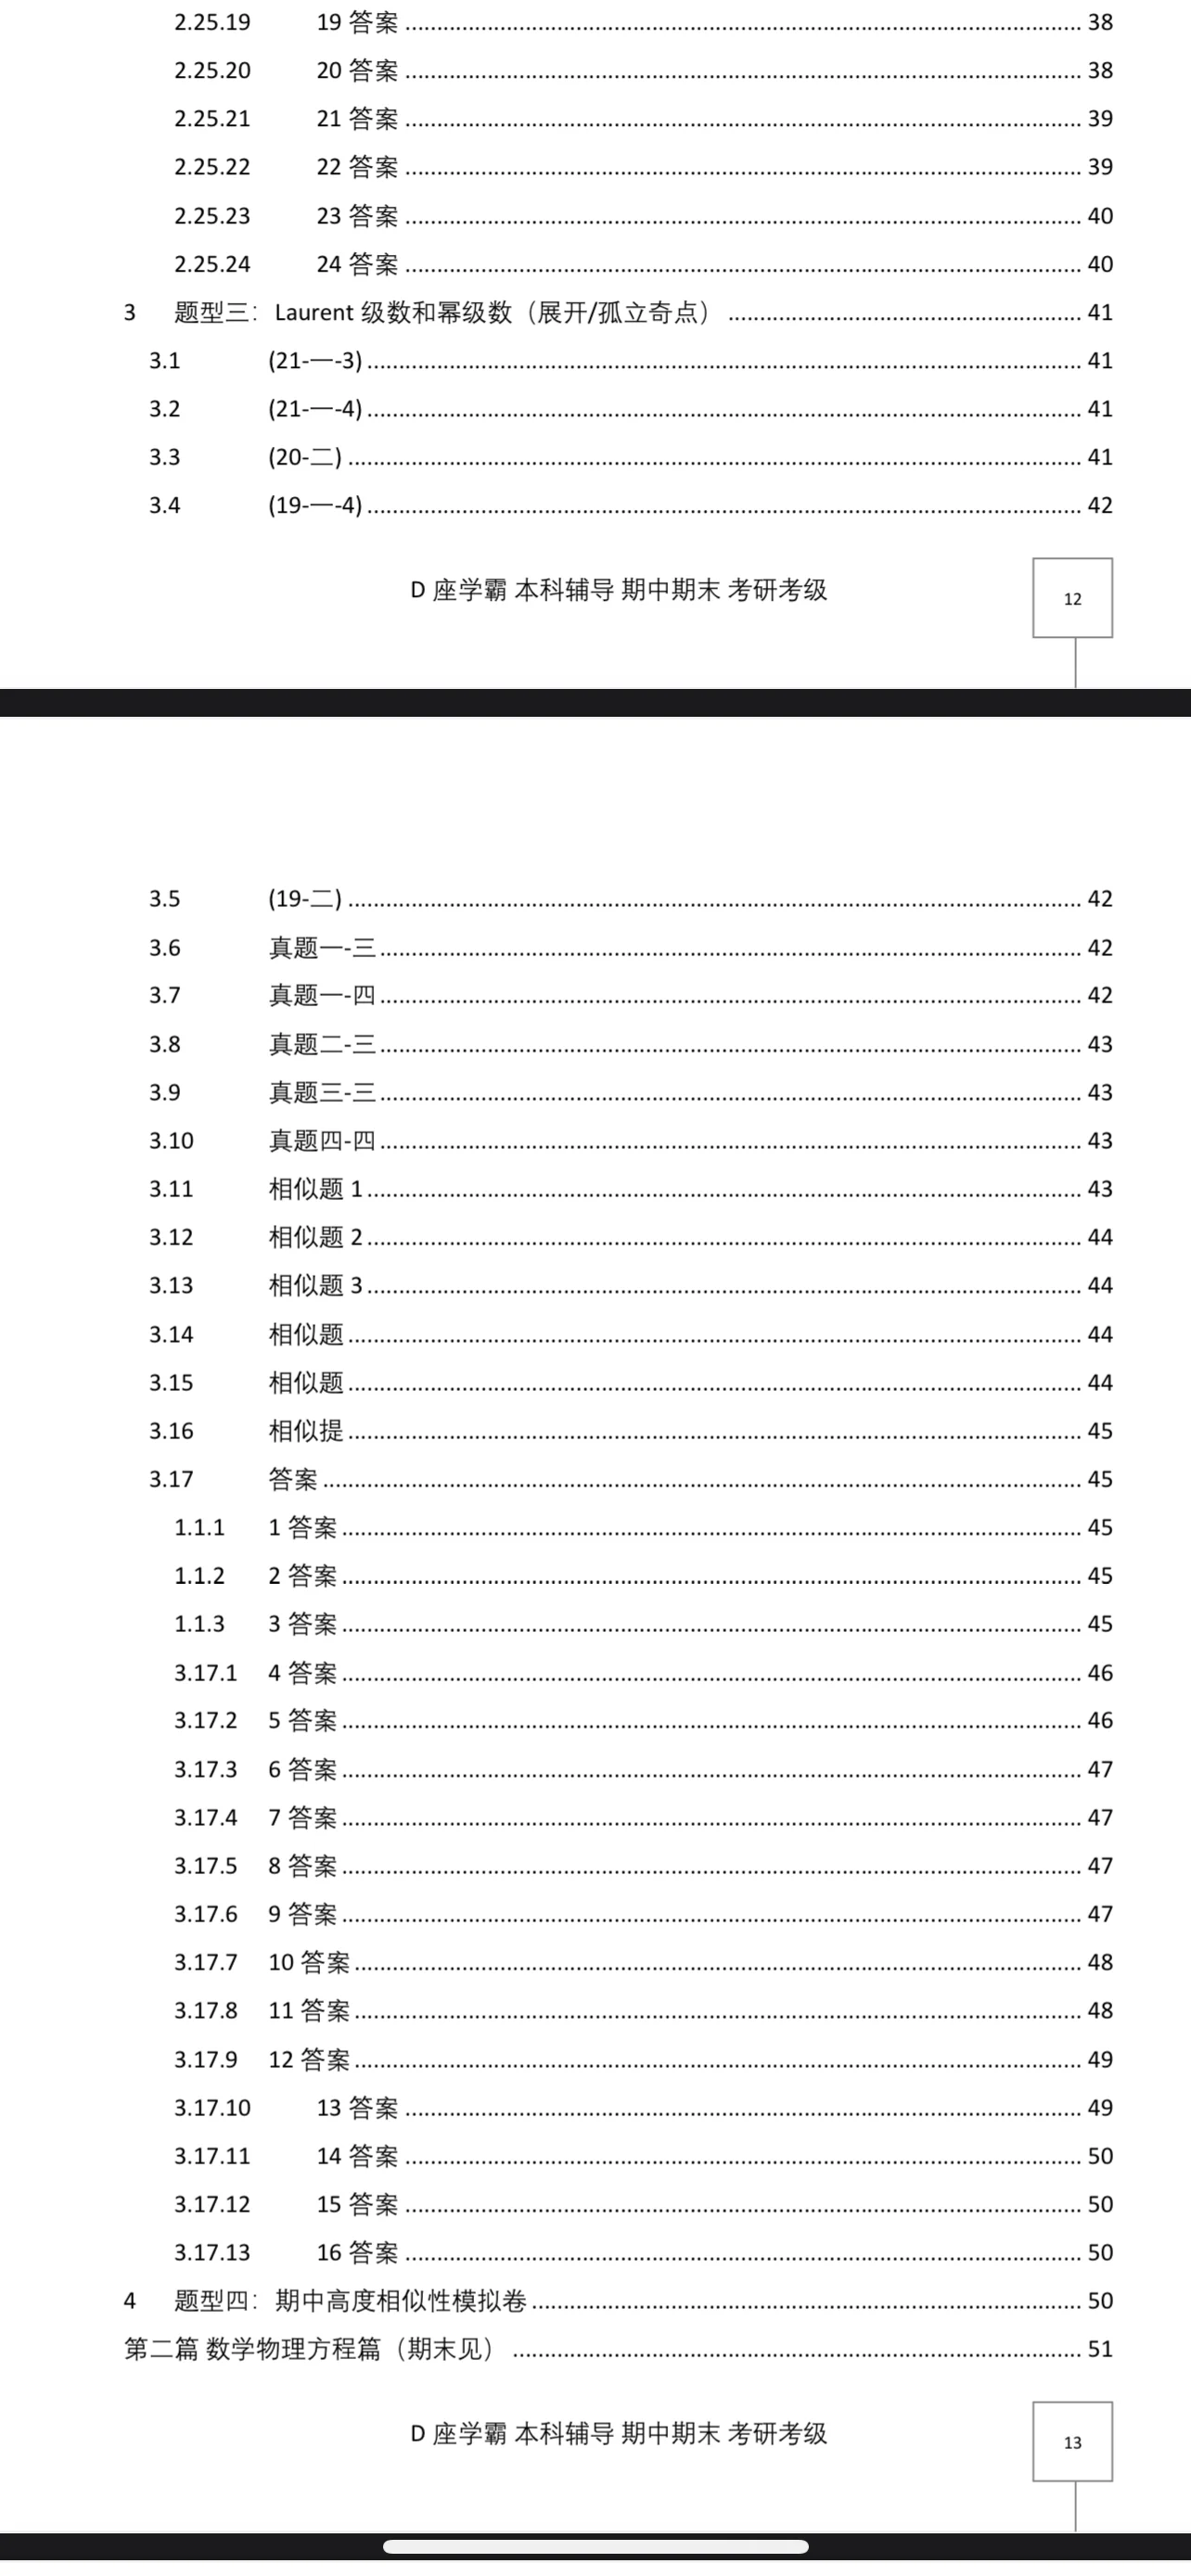 2.25.19 19 答案 ........ 38
2.25.20 20 答案 ........ 38
2.25.21 21 答案 ........ 39
2.25.22 22 答案 ........ 39
2.25.23 23 答案 ........ 40
2.25.24 24 答案 ........ 40
3 题型三：Laurent 级数和幂级数（展开/孤立奇点） ........ 41
3.1 (21-一-3) ........ 41
3.2 (21-一-4) ........ 41
3.3 (20-二) ........ 41
3.4 (19-一-4) ........ 42
D 座学霸 本科辅导 期中期末 考研考级
12
3.5 (19-二) ........ 42
3.6 真题一-三 ........ 42
3.7 真题一-四 ........ 42
3.8 真题二-三 ........ 43
3.9 真题三-三 ........ 43
3.10 真题四-四 ........ 43
3.11 相似题 1 ........ 43
3.12 相似题 2 ........ 44
3.13 相似题 3 ........ 44
3.14 相似题 ........ 44
3.15 相似题 ........ 44
3.16 相似提 ........ 45
3.17 答案 ........ 45
1.1.1 1 答案 ........ 45
1.1.2 2 答案 ........ 45
1.1.3 3 答案 ........ 45
3.17.1 4 答案 ........ 46
3.17.2 5 答案 ........ 46
3.17.3 6 答案 ........ 47
3.17.4 7 答案 ........ 47
3.17.5 8 答案 ........ 47
3.17.6 9 答案 ........ 47
3.17.7 10 答案 ........ 48
3.17.8 11 答案 ........ 48
3.17.9 12 答案 ........ 49
3.17.10 13 答案 ........ 49
3.17.11 14 答案 ........ 50
3.17.12 15 答案 ........ 50
3.17.13 16 答案 ........ 50
4 题型四：期中高度相似性模拟卷 ........ 50
第二篇 数学物理方程篇（期末见） ........ 51
D 座学霸 本科辅导 期中期末 考研考级
13